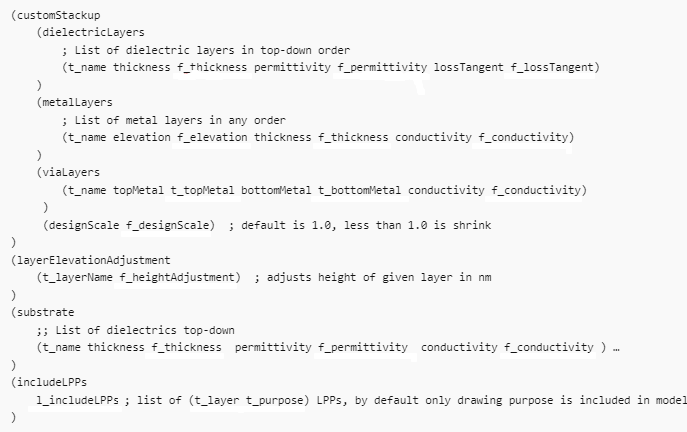 (customStackup
(dielectricLayers
; List of dielectric layers in top-down order
(t_name thickness f_thickness permittivity f_permittivity lossTangent f_lossTangent)
)
(metalLayers
; List of metal layers in any order
(t_name elevation f_elevation thickness f_thickness conductivity f_conductivity)
)
(viaLayers
(t_name topMetal t_topMetal bottomMetal t_bottomMetal conductivity f_conductivity)
)
(designScale f_designScale) ; default is 1.0, less than 1.0 is shrink
)
(layerElevationAdjustment
(t_layerName f_heightAdjustment) ; adjusts height of given layer in nm
)
(substrate
;; List of dielectrics top-down
(t_name thickness f_thickness permittivity f_permittivity conductivity f_conductivity ) …
)
(includeLPPs
l_includeLPPs ; list of (t_layer t_purpose) LPPs, by default only drawing purpose is included in model
)